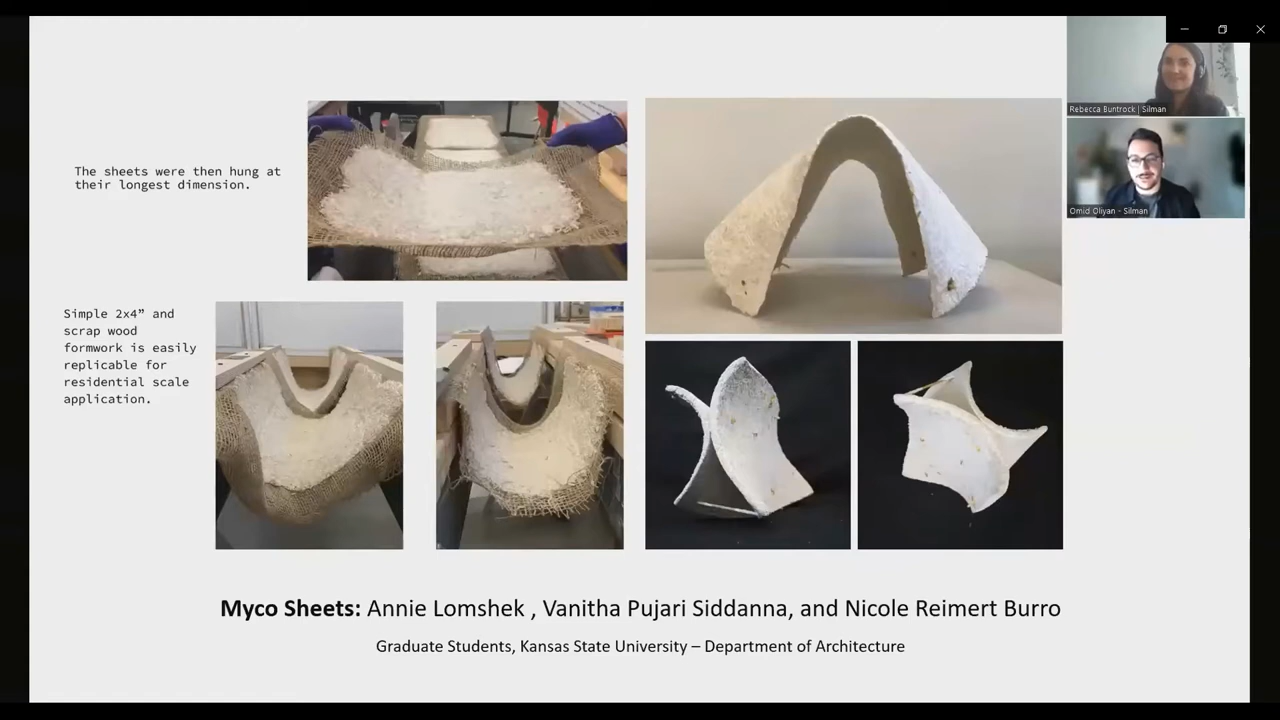 Rebecca Buntrock | Silman
Omid Oliyan - Silman
The sheets were then hung at
their longest dimension.
Simple 2x4” and
scrap wood
formwork is easily
replicable for
residential scale
application.
Myco Sheets: Annie Lomshek , Vanitha Pujari Siddanna, and Nicole Reimert Burro
Graduate Students, Kansas State University – Department of Architecture